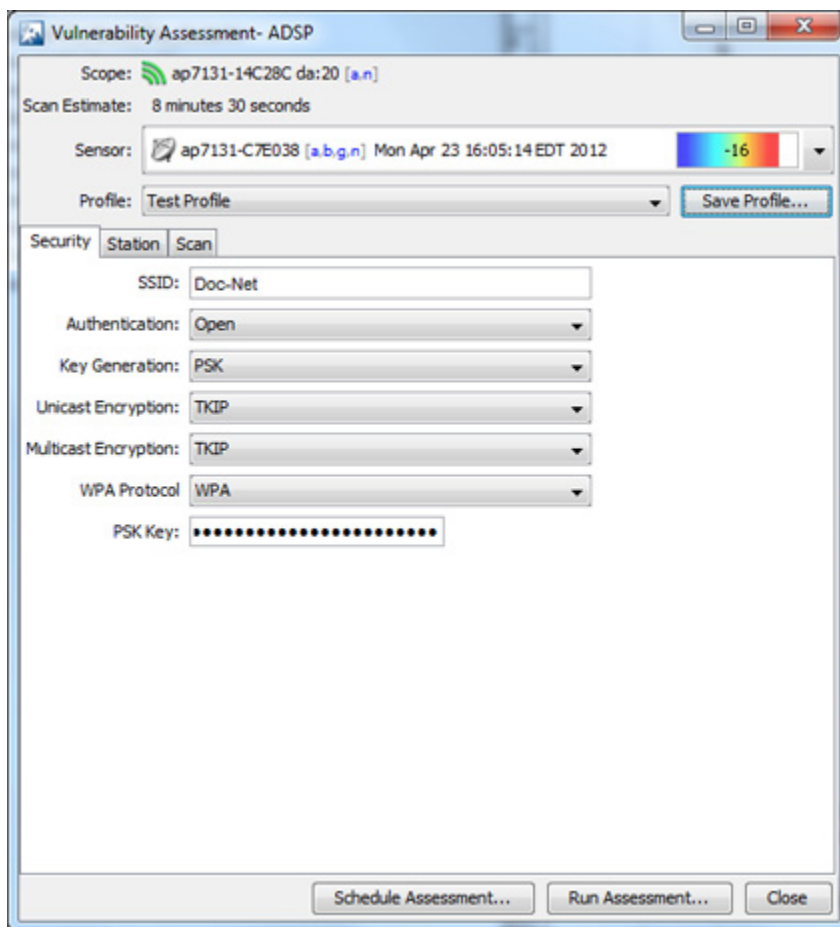 Vulnerability Assessment- ADSP
Scope: ap7131-14C28C da:20 [a,n]
Scan Estimate: 8 minutes 30 seconds
Sensor: ap7131-C7E038 [a,b,g,n] Mon Apr 23 16:05:14 EDT 2012 -16
Profile: Test Profile Save Profile...
Security Station Scan
SSID: Doc-Net
Authentication: Open
Key Generation: PSK
Unicast Encryption: TKIP
Multicast Encryption: TKIP
WPA Protocol WPA
PSK Key: ••••••••••••••••••••••••
Schedule Assessment... Run Assessment... Close